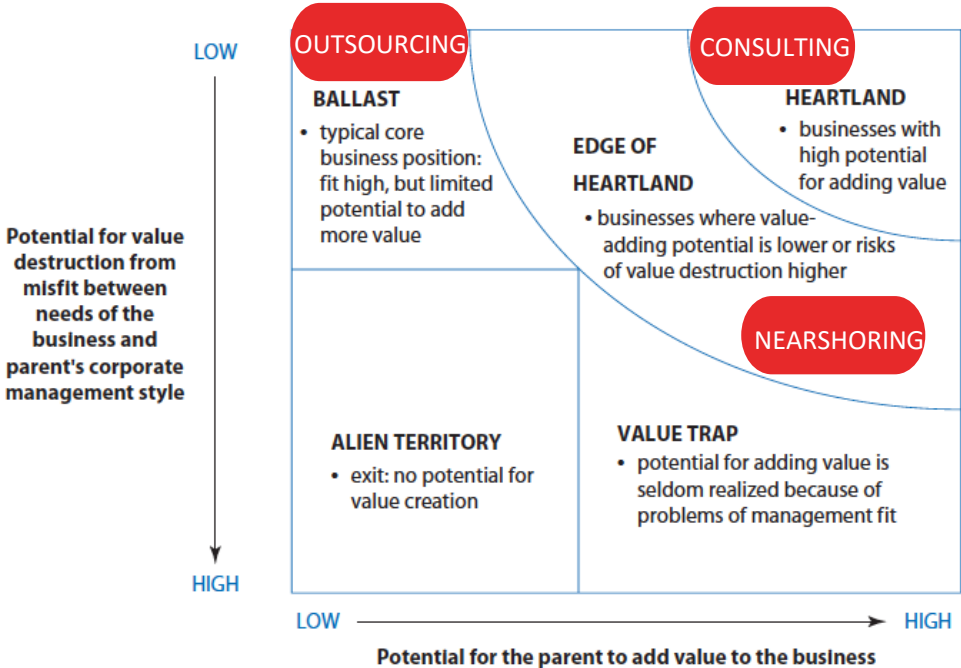 LOW
Potential for value
destruction from
misfit between
needs of the
business and
parent's corporate
management style
HIGH
OUTSOURCING
BALLAST
• typical core
business position:
fit high, but limited
potential to add
more value
EDGE OF
HEARTLAND
• businesses where value-
adding potential is lower or risks
of value destruction higher
CONSULTING
HEARTLAND
• businesses with
high potential
for adding value
NEARSHORING
ALIEN TERRITORY
• exit: no potential for
value creation
VALUE TRAP
• potential for adding value is
seldom realized because of
problems of management fit
LOW
HIGH
Potential for the parent to add value to the business